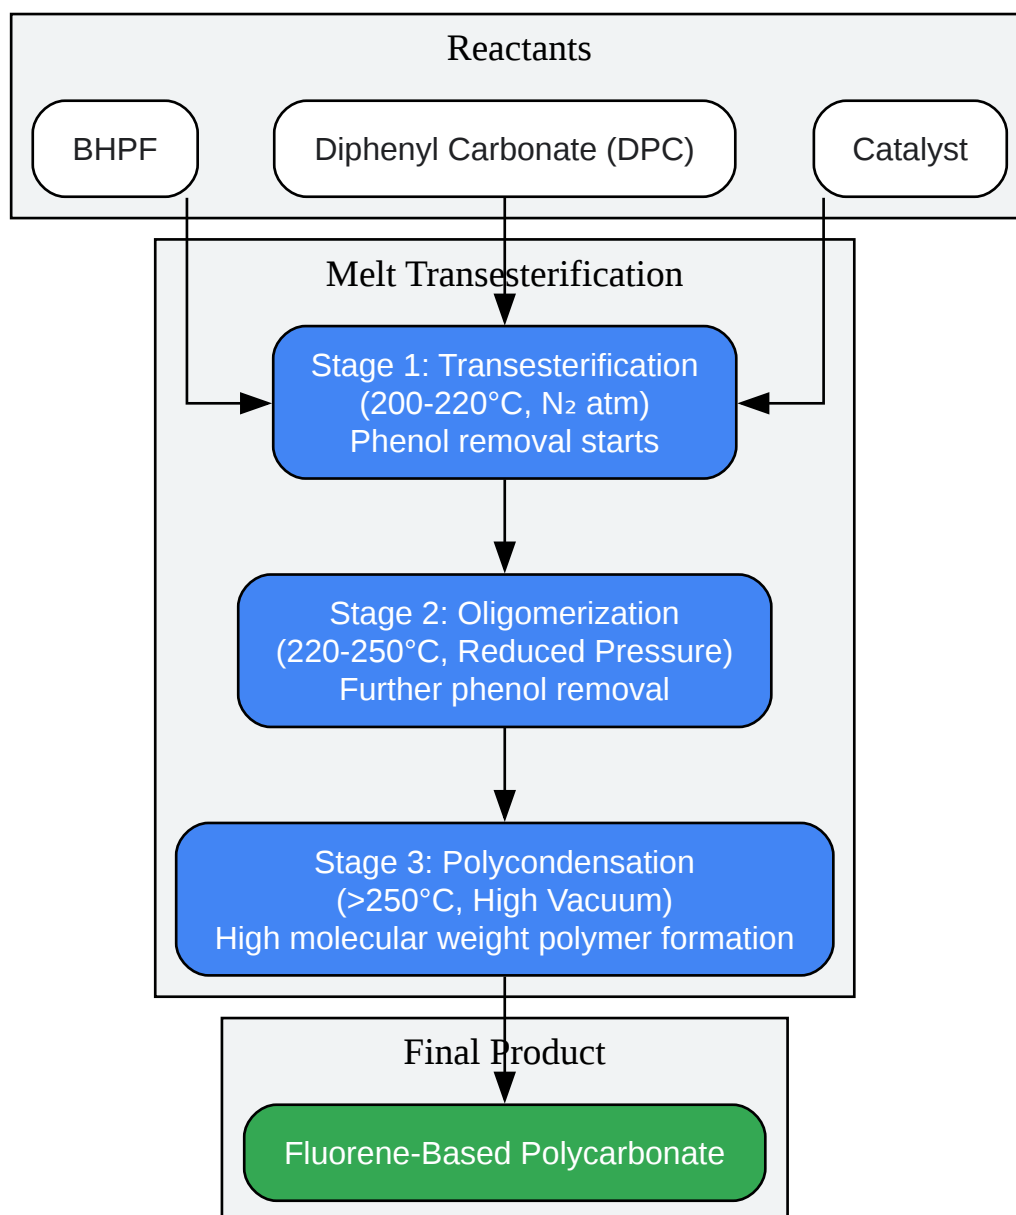 Reactants
BHPF
Diphenyl Carbonate (DPC)
Catalyst
Melt Transesterification
Stage 1: Transesterification
(200-220°C, N₂ atm)
Phenol removal starts
Stage 2: Oligomerization
(220-250°C, Reduced Pressure)
Further phenol removal
Stage 3: Polycondensation
(>250°C, High Vacuum)
High molecular weight polymer formation
Final Product
Fluorene-Based Polycarbonate